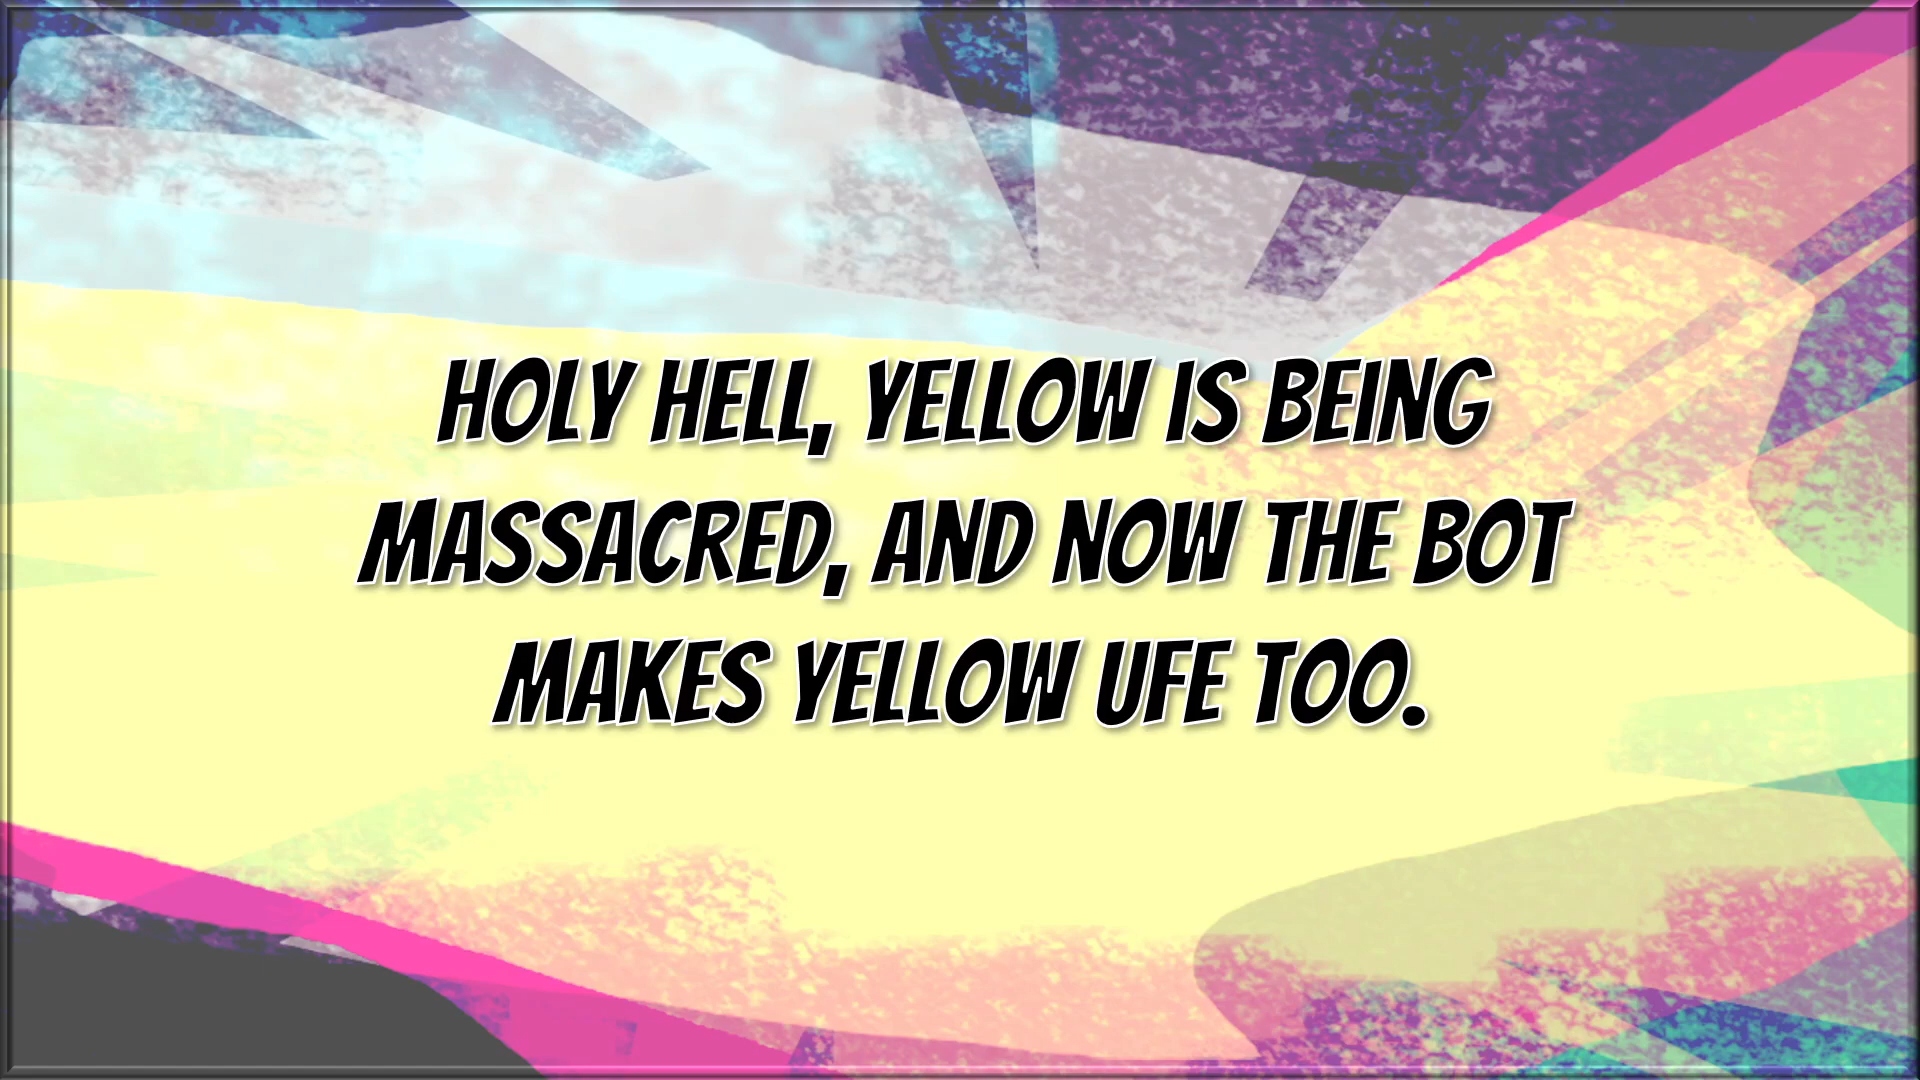 HOLY HELL, YELLOW IS BEING
MASSACRED, AND NOW THE BOT
MAKES YELLOW UFE TOO.